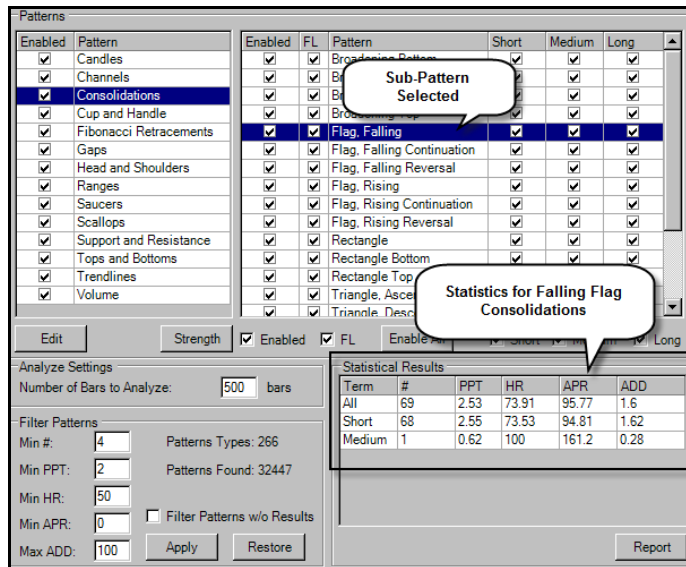 Patterns
Enabled Pattern
Candles
Channels
Consolidations
Cup and Handle
Fibonacci Retracements
Gaps
Head and Shoulders
Ranges
Saucers
Scallops
Support and Resistance
Tops and Bottoms
Trendlines
Volume
Enabled FL Pattern Short Medium Long
Flag, Falling
Flag, Falling Continuation
Flag, Falling Reversal
Flag, Rising
Flag, Rising Continuation
Flag, Rising Reversal
Rectangle
Rectangle Bottom
Rectangle Top
Triangle,
Triangle,
Sub-Pattern
Selected
Statistics for Falling Flag
Consolidations
Edit Strength Enabled FL Enable All Short Long
Analyze Settings
Number of Bars to Analyze: 500 bars
Filter Patterns
Min #: 4 Patterns Types: 266
Min PPT: 2 Patterns Found: 32447
Min HR: 50
Min APR: 0 Filter Patterns w/o Results
Max ADD: 100 Apply Restore
Statistical Results
Term # PPT HR APR ADD
All 69 2.53 73.91 95.77 1.6
Short 68 2.55 73.53 94.81 1.62
Medium 1 0.62 100 161.2 0.28
Report